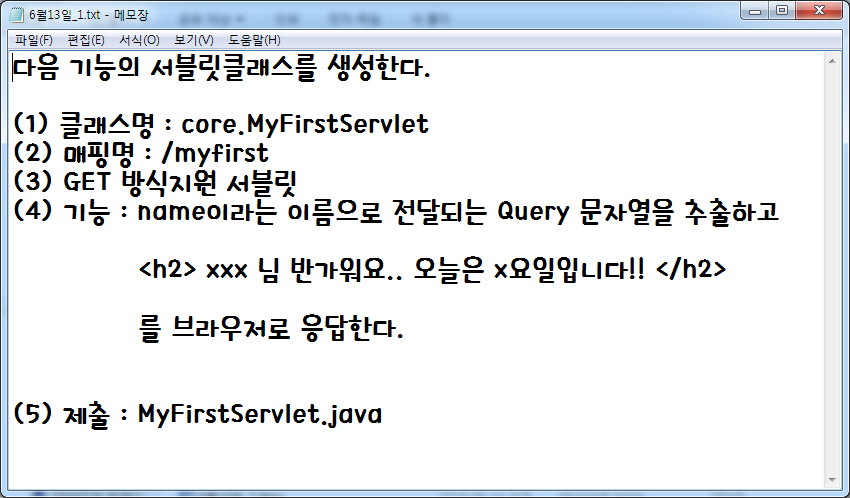 6월13일_1.txt - 메모장
파일(F) 편집(E) 서식(O) 보기(V) 도움말(H)
다음 기능의 서블릿클래스를 생성한다.
(1) 클래스명 : core.MyFirstServlet
(2) 매핑명 : /myfirst
(3) GET 방식지원 서블릿
(4) 기능 : name이라는 이름으로 전달되는 Query 문자열을 추출하고
<h2> xxx 님 반가워요.. 오늘은 x요일입니다!! </h2>
를 브라우저로 응답한다.
(5) 제출 : MyFirstServlet.java